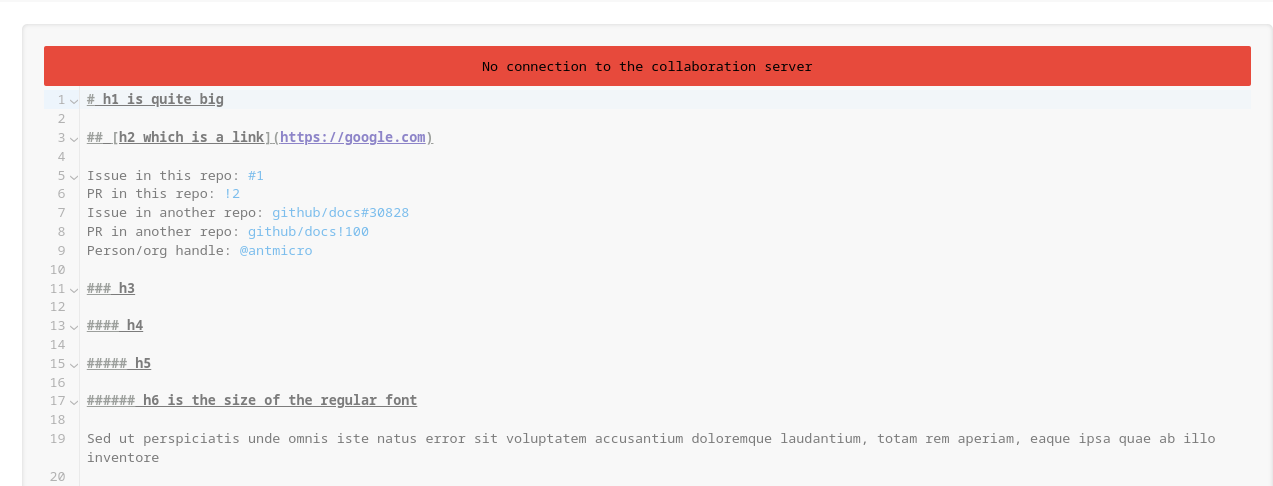 No connection to the collaboration server
1 # h1 is quite big
2
3 ## [h2 which is a link](https://google.com)
4
5 Issue in this repo: #1
6 PR in this repo: !2
7 Issue in another repo: github/docs#30828
8 PR in another repo: github/docs!100
9 Person/org handle: @antmicro
10
11 ### h3
12
13 #### h4
14
15 ##### h5
16
17 ###### h6 is the size of the regular font
18
19 Sed ut perspiciatis unde omnis iste natus error sit voluptatem accusantium doloremque laudantium, totam rem aperiam, eaque ipsa quae ab illo
inventore
20